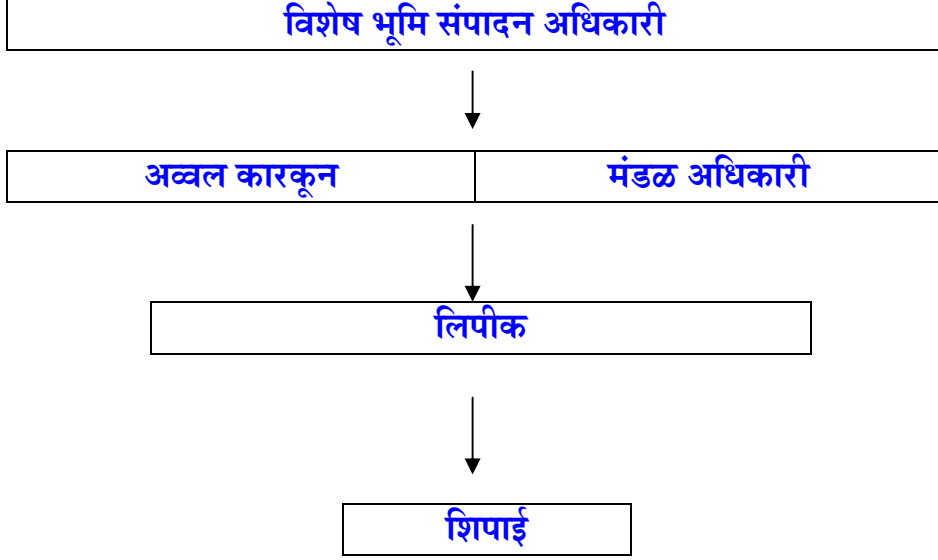 विशेष भूमि संपादन अधिकारी
अव्वल कारकून मंडळ अधिकारी
लिपीक
शिपाई